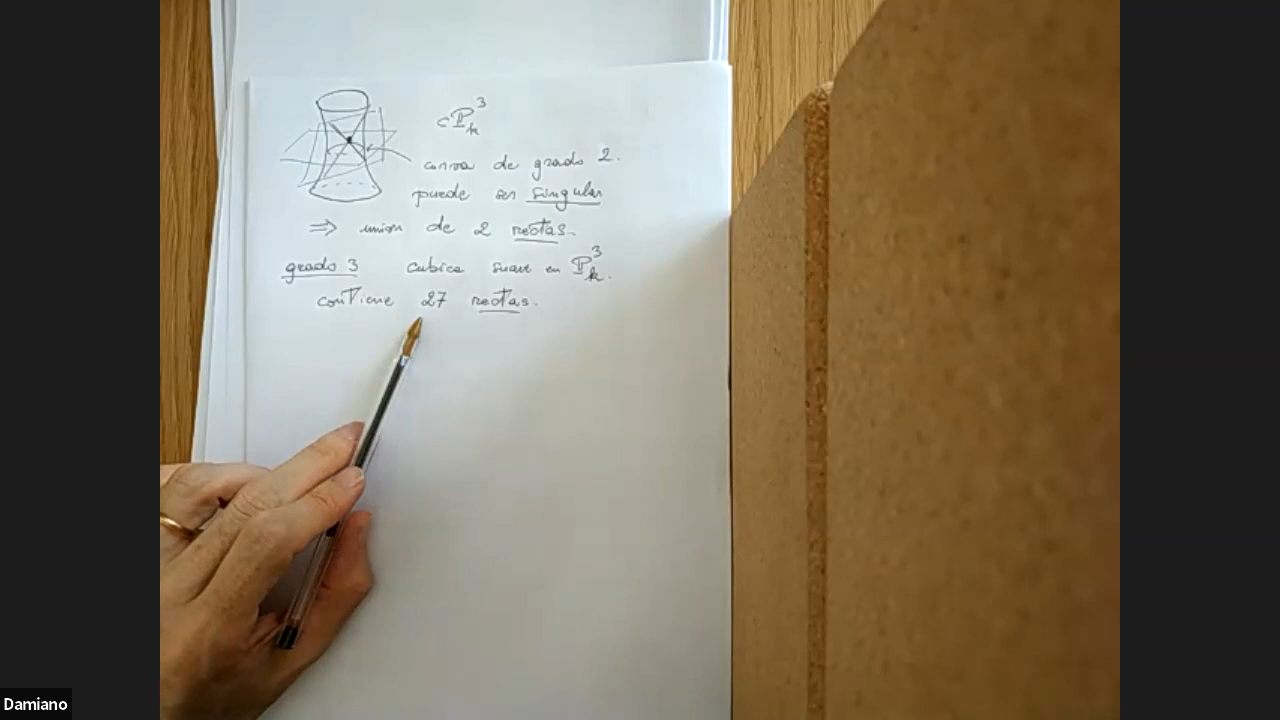 ⊂ ℙ³ₖ
curva de grado 2.
puede ser singular
⇒ union de 2 rectas.
grado 3 cubica suave en ℙ³ₖ.
contiene 27 rectas.
Damiano